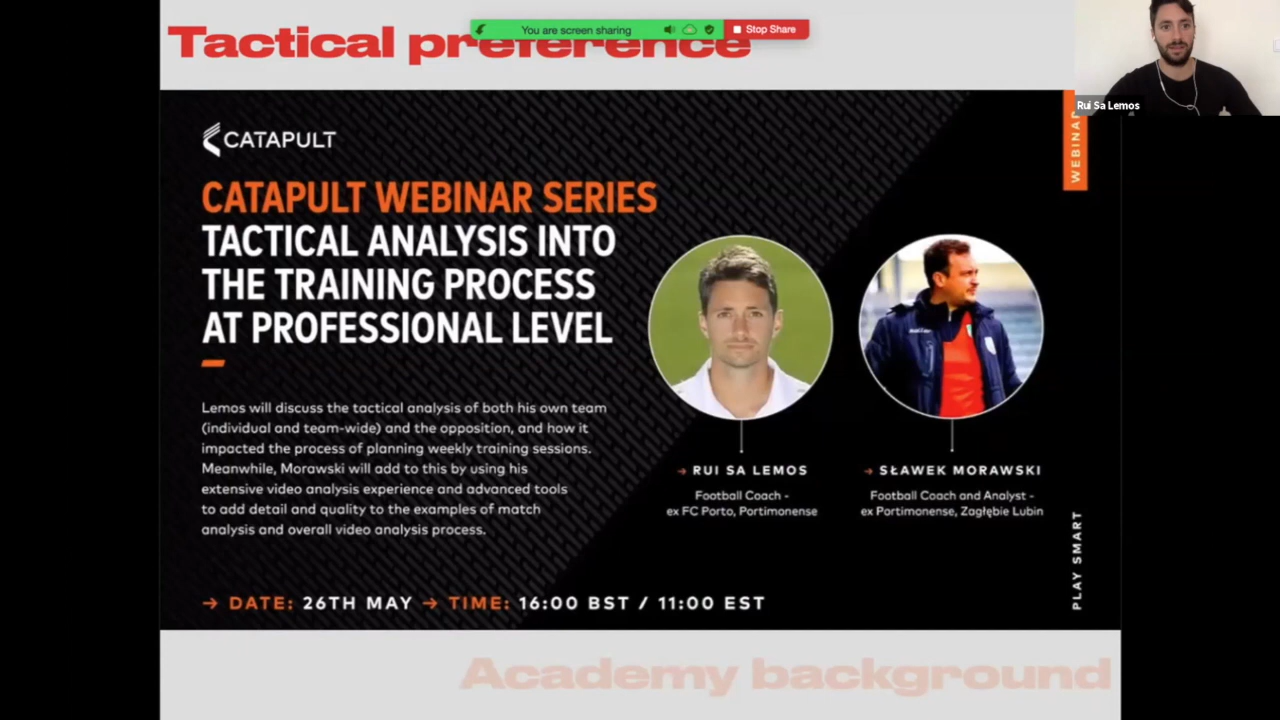 Tactical preference
You are screen sharing
Stop Share
Rui Sa Lemos
CATAPULT
WEBINAR
CATAPULT WEBINAR SERIES
TACTICAL ANALYSIS INTO
THE TRAINING PROCESS
AT PROFESSIONAL LEVEL
Lemos will discuss the tactical analysis of both his own team
(individual and team-wide) and the opposition, and how it
impacted the process of planning weekly training sessions.
Meanwhile, Morawski will add to this by using his
extensive video analysis experience and advanced tools
to add detail and quality to the examples of match
analysis and overall video analysis process.
→ RUI SA LEMOS
Football Coach -
ex FC Porto, Portimonense
→ SŁAWEK MORAWSKI
Football Coach and Analyst -
ex Portimonense, Zagłębie Lubin
PLAY SMART
→ DATE: 26TH MAY → TIME: 16:00 BST / 11:00 EST
Academy background